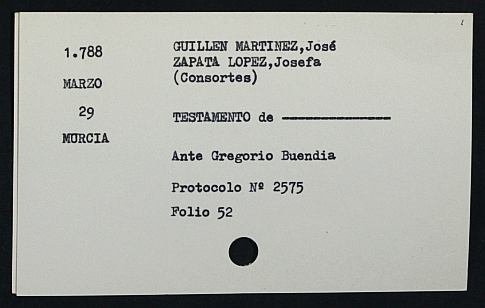 1.788
MARZO
29
MURCIA
GUILLEN MARTINEZ,José
ZAPATA LOPEZ,Josefa
(Consortes)
TESTAMENTO de ----------------
Ante Gregorio Buendia
Protocolo Nº 2575
Folio 52